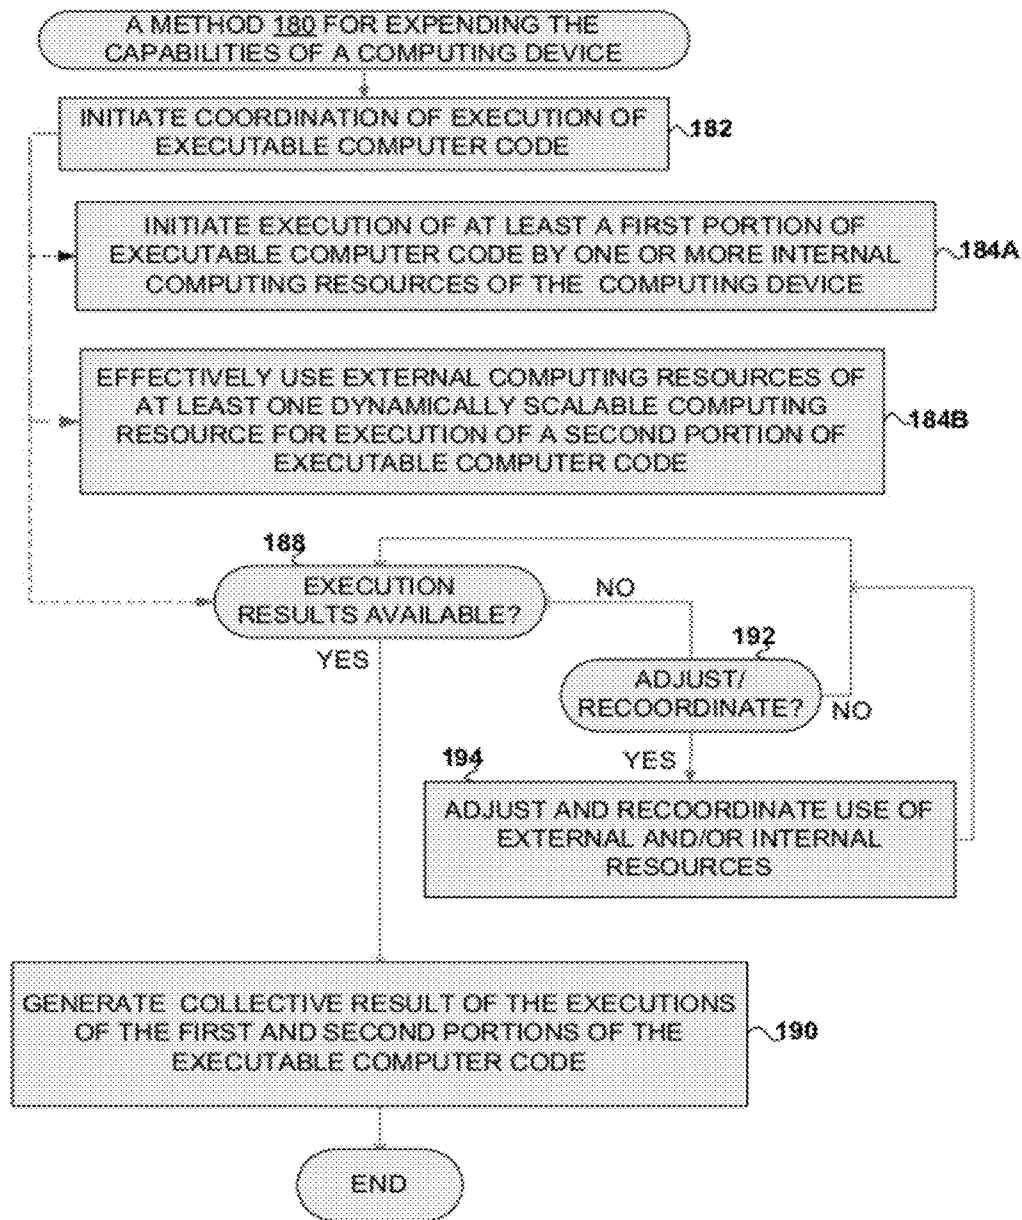 A METHOD 180 FOR EXPENDING THE
CAPABILITIES OF A COMPUTING DEVICE
INITIATE COORDINATION OF EXECUTION OF
EXECUTABLE COMPUTER CODE
182
INITIATE EXECUTION OF AT LEAST A FIRST PORTION OF
EXECUTABLE COMPUTER CODE BY ONE OR MORE INTERNAL
COMPUTING RESOURCES OF THE COMPUTING DEVICE
184A
EFFECTIVELY USE EXTERNAL COMPUTING RESOURCES OF
AT LEAST ONE DYNAMICALLY SCALABLE COMPUTING
RESOURCE FOR EXECUTION OF A SECOND PORTION OF
EXECUTABLE COMPUTER CODE
184B
188
EXECUTION
RESULTS AVAILABLE?
NO
YES
192
ADJUST/
RECOORDINATE?
NO
YES
194
ADJUST AND RECOORDINATE USE OF
EXTERNAL AND/OR INTERNAL
RESOURCES
GENERATE COLLECTIVE RESULT OF THE EXECUTIONS
OF THE FIRST AND SECOND PORTIONS OF THE
EXECUTABLE COMPUTER CODE
190
END